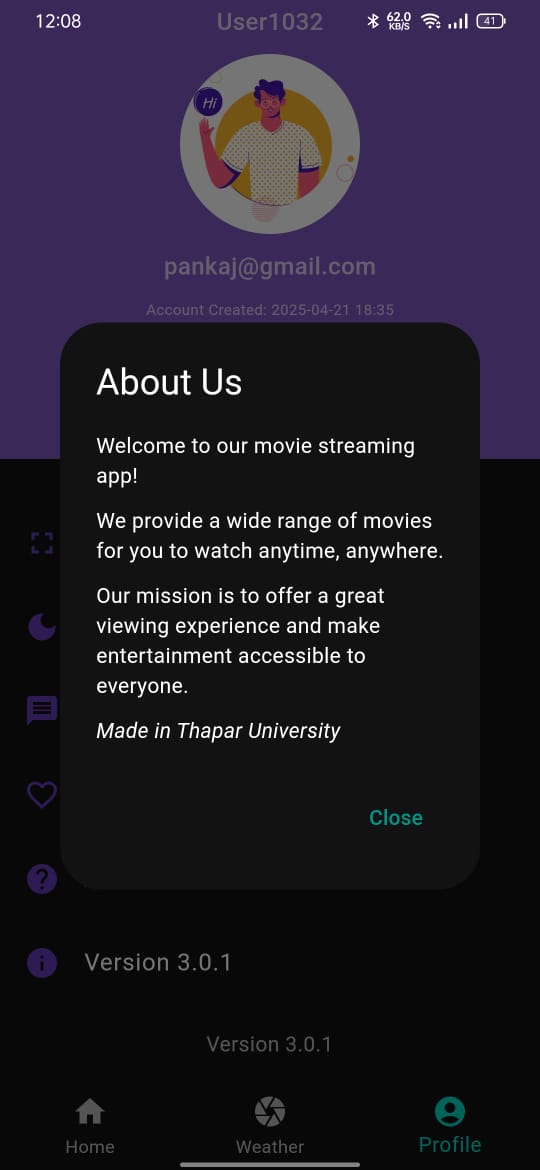 12:08
User1032
62.0
KB/S
41
Hi
pankaj@gmail.com
Account Created: 2025-04-21 18:35
About Us
Welcome to our movie streaming
app!
We provide a wide range of movies
for you to watch anytime, anywhere.
Our mission is to offer a great
viewing experience and make
entertainment accessible to
everyone.
Made in Thapar University
Close
Version 3.0.1
Version 3.0.1
Home
Weather
Profile